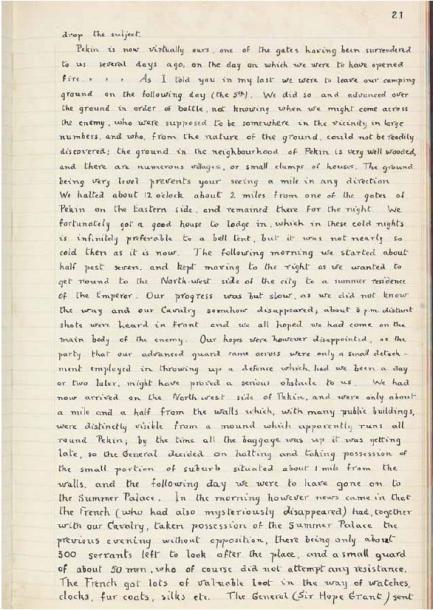 21
drop the subject.
Pekin is now virtually ours, one of the gates having been surrendered
to us several days ago, on the day on which we were to have opened
fire. . . . As I told you in my last we were to leave our camping
ground on the following day (the 5th). We did so and advanced over
the ground in order of battle, not knowing when we might come across
the enemy, who were supposed to be somewhere in the vicinity in large
numbers, and who, from the nature of the ground, could not be readily
discovered; the ground in the neighbourhood of Pekin is very well wooded,
and there are numerous villages, or small clumps of houses. The ground
being very level prevents your seeing a mile in any direction
We halted about 12 o'clock about 2 miles from one of the gates of
Pekin on the Eastern side, and remained there for the night. We
fortunately got a good house to lodge in, which in these cold nights
is infinitely preferable to a bell tent, but it was not nearly so
cold then as it is now. The following morning we started about
half past seven, and kept moving to the right as we wanted to
get round to the North-west side of the city to a summer residence
of the Emperor. Our progress was but slow, as we did not know
the way and our Cavalry somehow disappeared; about 3 p.m. distant
shots were heard in front and we all hoped we had come on the
main body of the enemy. Our hopes were however disappointed, as the
party that our advanced guard came across were only a small detach-
ment employed in throwing up a defence which, had we been a day
or two later, might have proved a serious obstacle to us. We had
now arrived on the North west side of Pekin, and were only about
a mile and a half from the walls which, with many public buildings,
were distinctly visible from a mound which apparently runs all
round Pekin; by the time all the baggage was up it was getting
late, so the General decided on halting and taking possession of
the small portion of suburb situated about 1 mile from the
walls, and the following day we were to have gone on to
the Summer Palace. In the morning however news came in that
the French (who had also mysteriously disappeared) had, together
with our Cavalry, taken possession of the Summer Palace the
previous evening without opposition, there being only about
300 servants left to look after the place, and a small guard
of about 50 men, who of course did not attempt any resistance.
The French got lots of valuable loot in the way of watches,
clocks, fur coats, silks etc. The General (Sir Hope Grant) sent